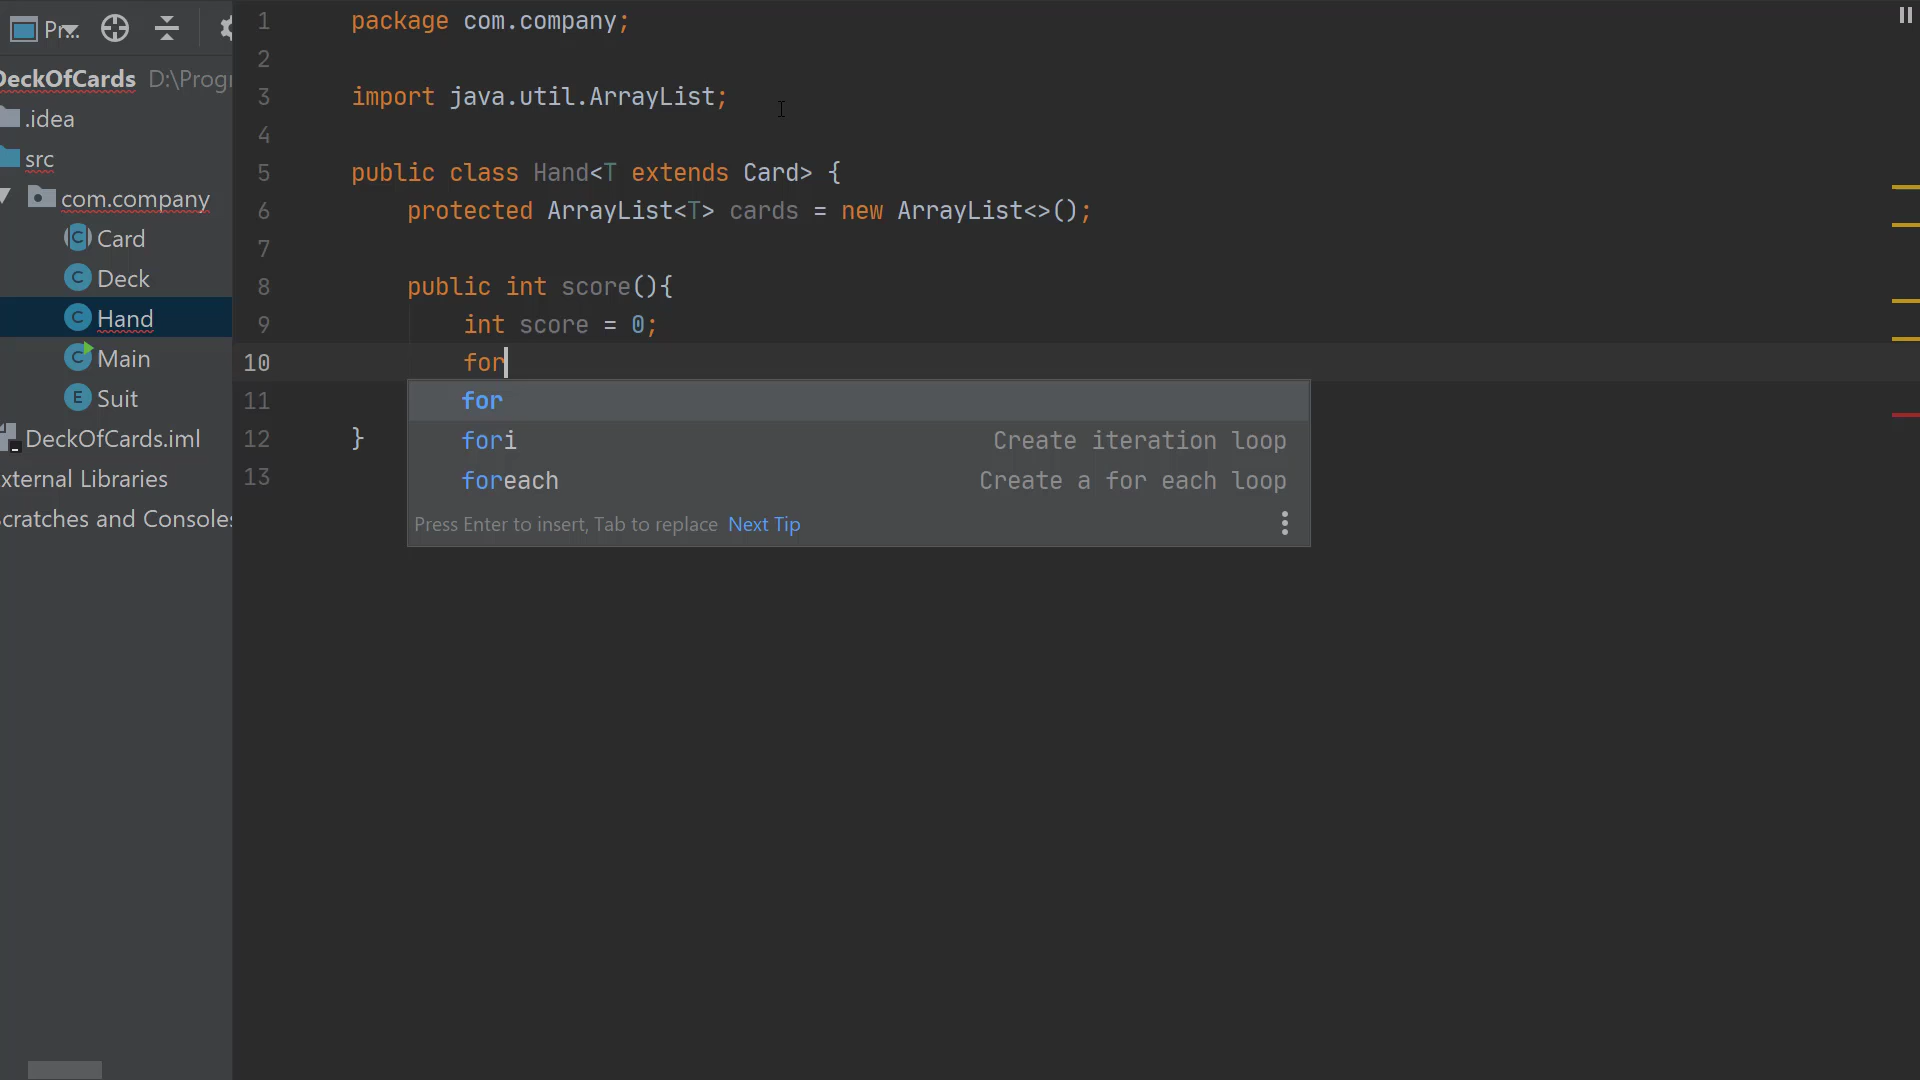 Pr...
DeckOfCards D:\Progr
.idea
src
com.company
Card
Deck
Hand
Main
Suit
DeckOfCards.iml
xternal Libraries
cratches and Consoles
1 package com.company;
2
3 import java.util.ArrayList;
4
5 public class Hand<T extends Card> {
6 protected ArrayList<T> cards = new ArrayList<>();
7
8 public int score(){
9 int score = 0;
10 for
11
12 }
13
for
fori Create iteration loop
foreach Create a for each loop
Press Enter to insert, Tab to replace Next Tip